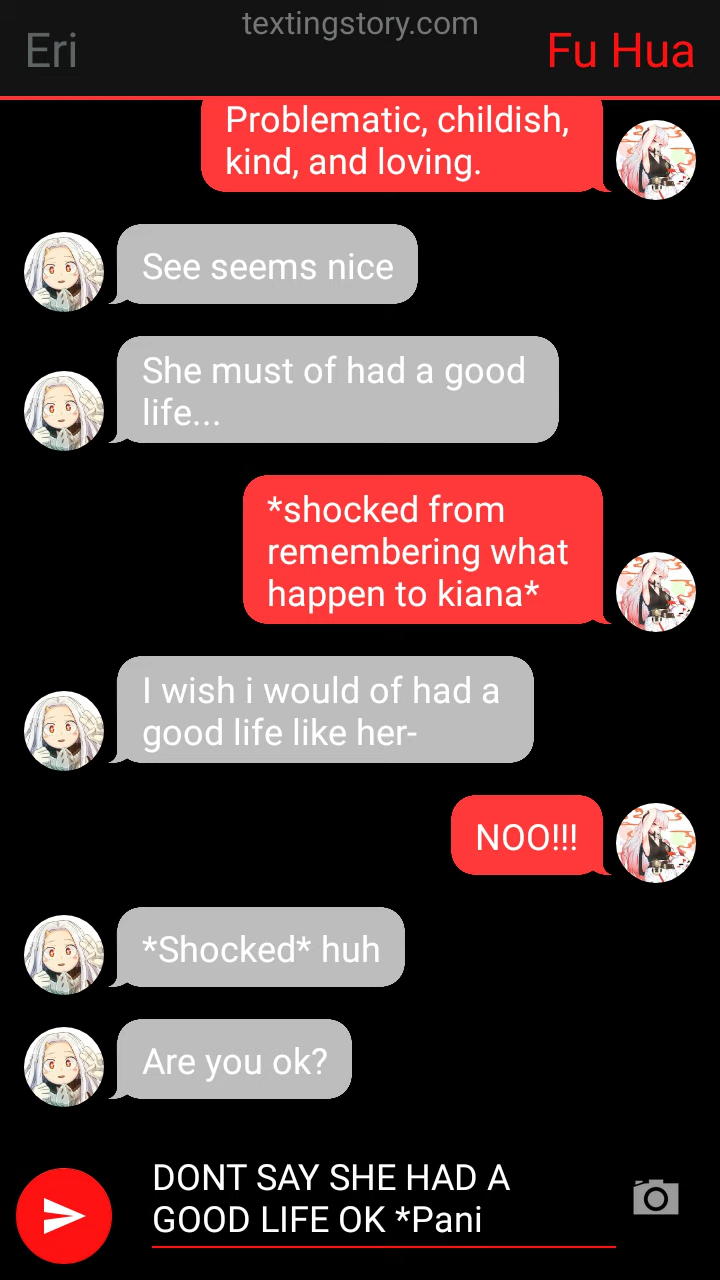 textingstory.com
Eri
Fu Hua
Problematic, childish,
kind, and loving.
See seems nice
She must of had a good
life...
*shocked from
remembering what
happen to kiana*
I wish i would of had a
good life like her-
NOO!!!
*Shocked* huh
Are you ok?
DONT SAY SHE HAD A
GOOD LIFE OK *Pani